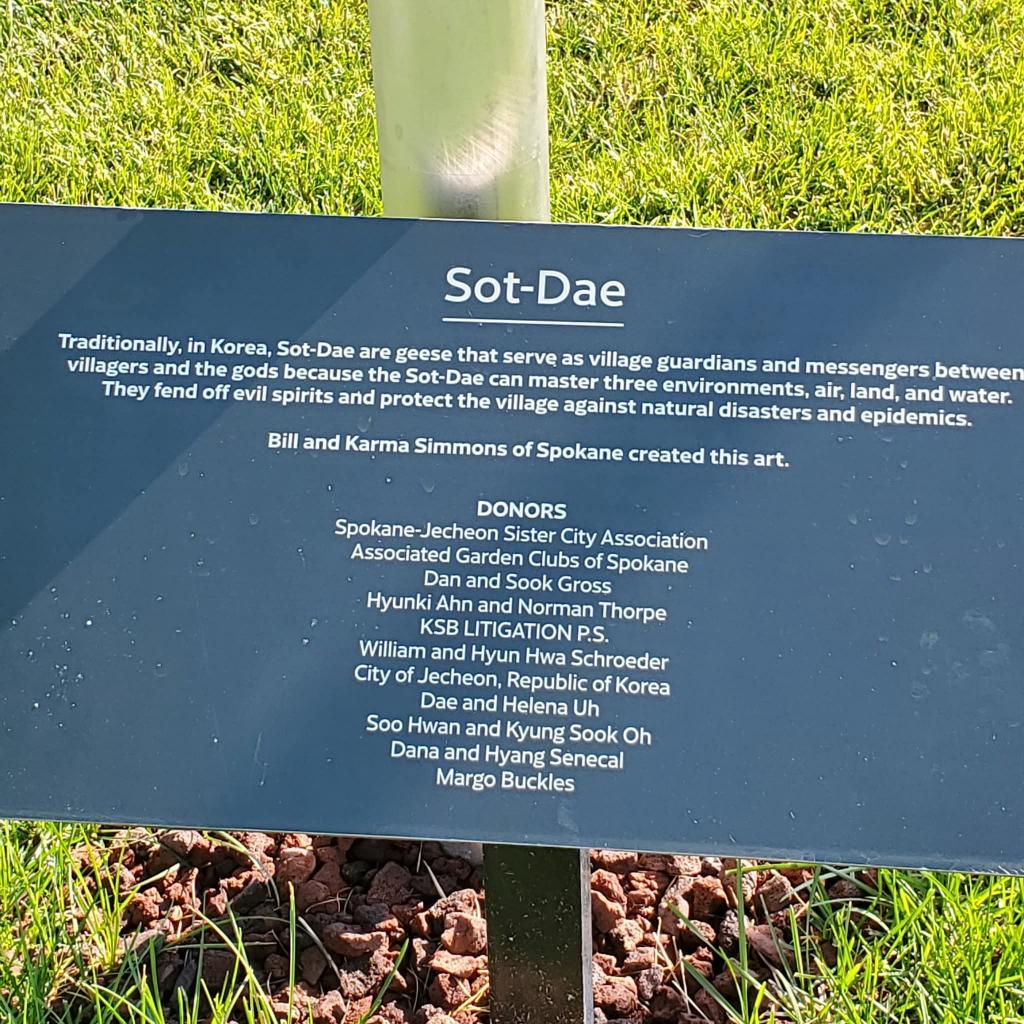 Sot-Dae
Traditionally, in Korea, Sot-Dae are geese that serve as village guardians and messengers between
villagers and the gods because the Sot-Dae can master three environments, air, land, and water.
They fend off evil spirits and protect the village against natural disasters and epidemics.
Bill and Karma Simmons of Spokane created this art.
DONORS
Spokane-Jecheon Sister City Association
Associated Garden Clubs of Spokane
Dan and Sook Gross
Hyunki Ahn and Norman Thorpe
KSB LITIGATION P.S.
William and Hyun Hwa Schroeder
City of Jecheon, Republic of Korea
Dae and Helena Uh
Soo Hwan and Kyung Sook Oh
Dana and Hyang Senecal
Margo Buckles